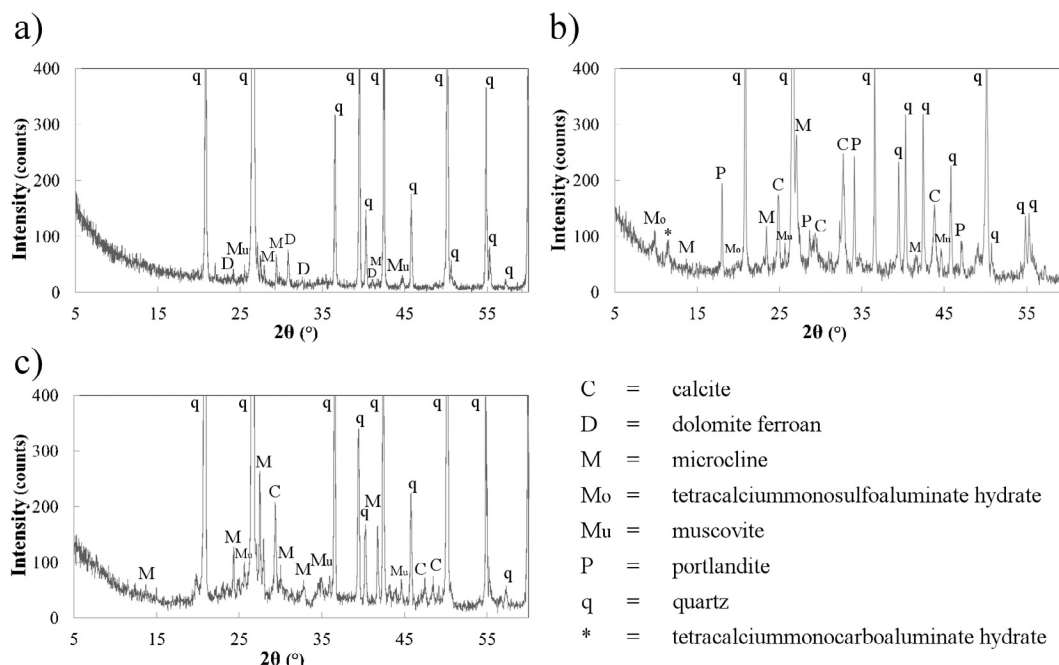 a)
Intensity (counts)
400
300
200
100
0
q q q q q q
q
q q
M D
D Mu M D M D Mu q q q
5 15 25 35 45 55
2θ (°)
b)
Intensity (counts)
400
300
200
100
0
q q q q
M q q
C P q q
P C C q q
Mo * M Mo M Mu P C M Mu P q
5 15 25 35 45 55
2θ (°)
c)
Intensity (counts)
400
300
200
100
0
q q q q q q
q q
M C q M
M Mu M M Mu Mu C C
M q
5 15 25 35 45 55
2θ (°)
C = calcite
D = dolomite ferroan
M = microcline
Mo = tetracalciummonosulfoaluminate hydrate
Mu = muscovite
P = portlandite
q = quartz
* = tetracalciummonocarboaluminate hydrate